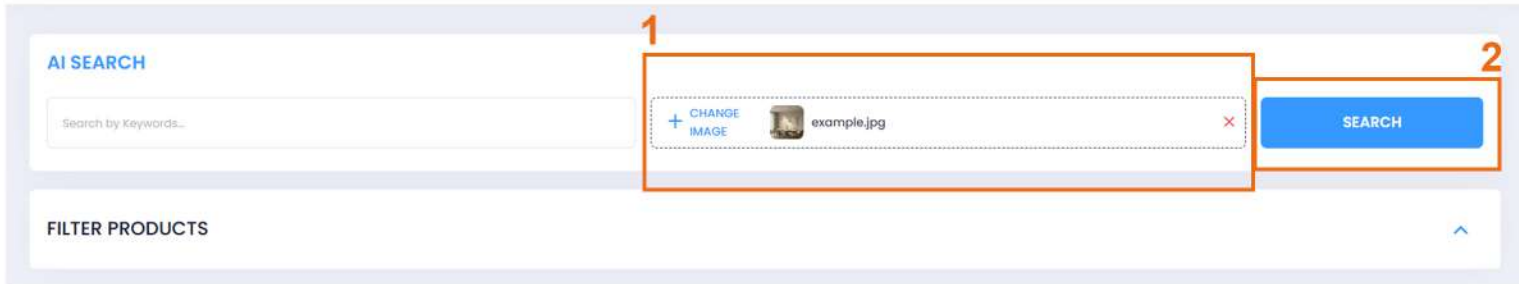 1
2
AI SEARCH
Search by Keywords...
+ CHANGE
IMAGE
example.jpg
×
SEARCH
FILTER PRODUCTS